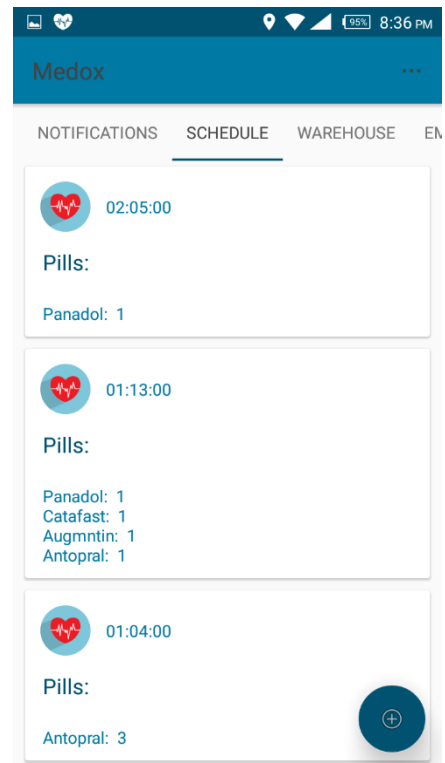 95% 8:36 PM
Medox
NOTIFICATIONS SCHEDULE WAREHOUSE EM
02:05:00
Pills:
Panadol: 1
01:13:00
Pills:
Panadol: 1
Catafast: 1
Augmntin: 1
Antopral: 1
01:04:00
Pills:
Antopral: 3